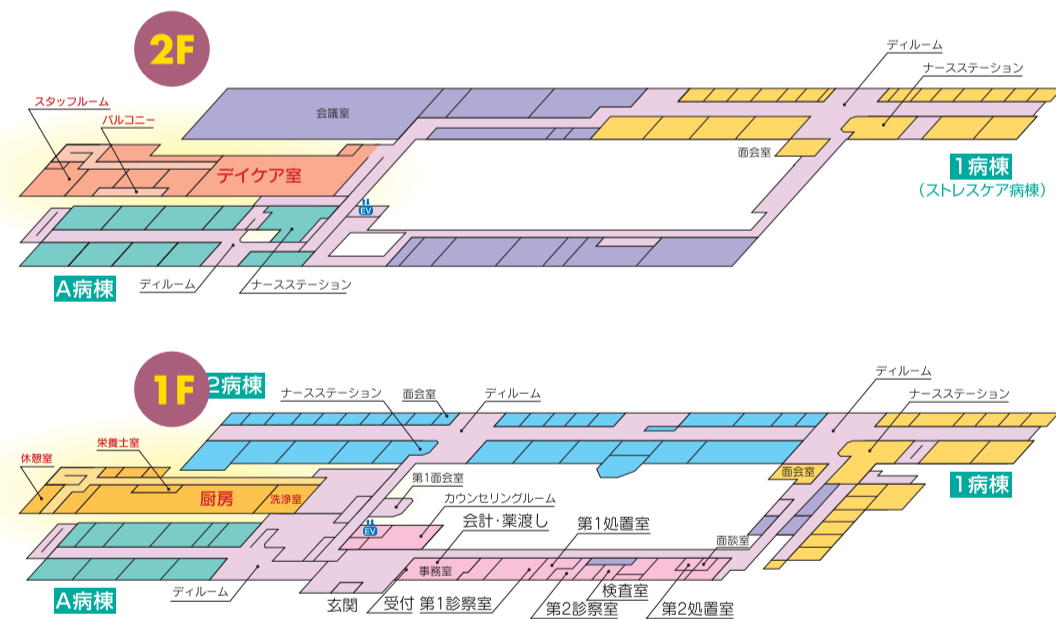 2F
ディルーム
ナースステーション
スタッフルーム
バルコニー
会議室
面会室
デイケア室
1病棟
（ストレスケア病棟）
EV
A病棟
ディルーム
ナースステーション
1F
2病棟
ナースステーション
面会室
ディルーム
ディルーム
ナースステーション
栄養士室
休憩室
第1面会室
面会室
厨房
洗浄室
カウンセリングルーム
1病棟
会計・薬渡し
第1処置室
EV
面談室
事務室
A病棟
ディルーム
玄関
受付
第1診察室
第2診察室
検査室
第2処置室